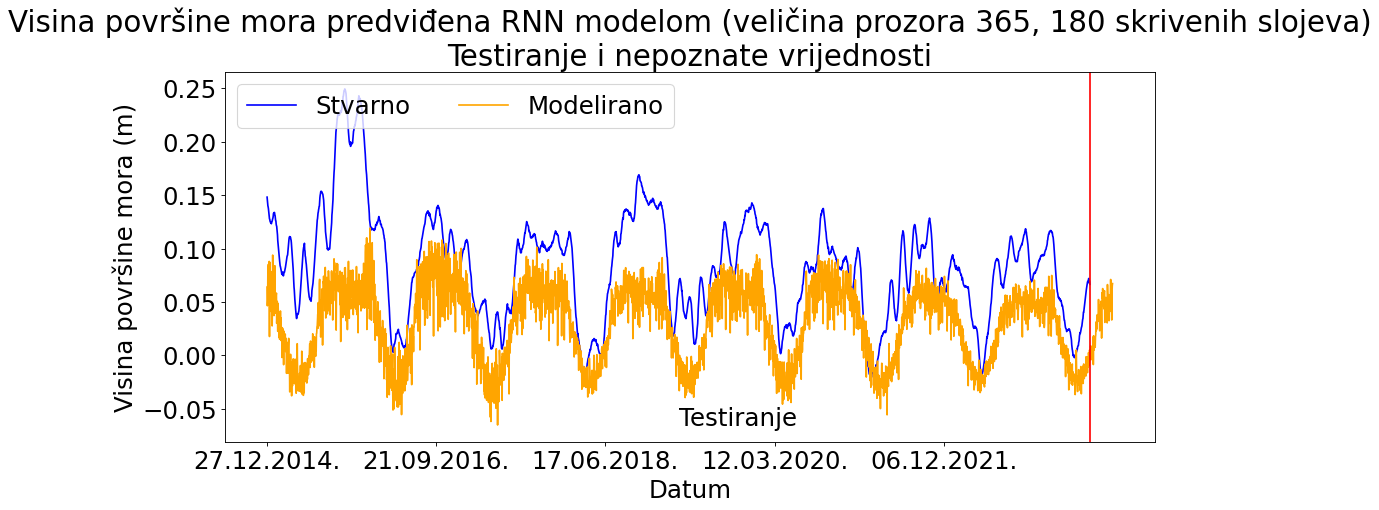 Visina površine mora predviđena RNN modelom (veličina prozora 365, 180 skrivenih slojeva)
Testiranje i nepoznate vrijednosti
Stvarno Modelirano
Visina površine mora (m)
0.25
0.20
0.15
0.10
0.05
0.00
−0.05
Testiranje
27.12.2014. 21.09.2016. 17.06.2018. 12.03.2020. 06.12.2021.
Datum